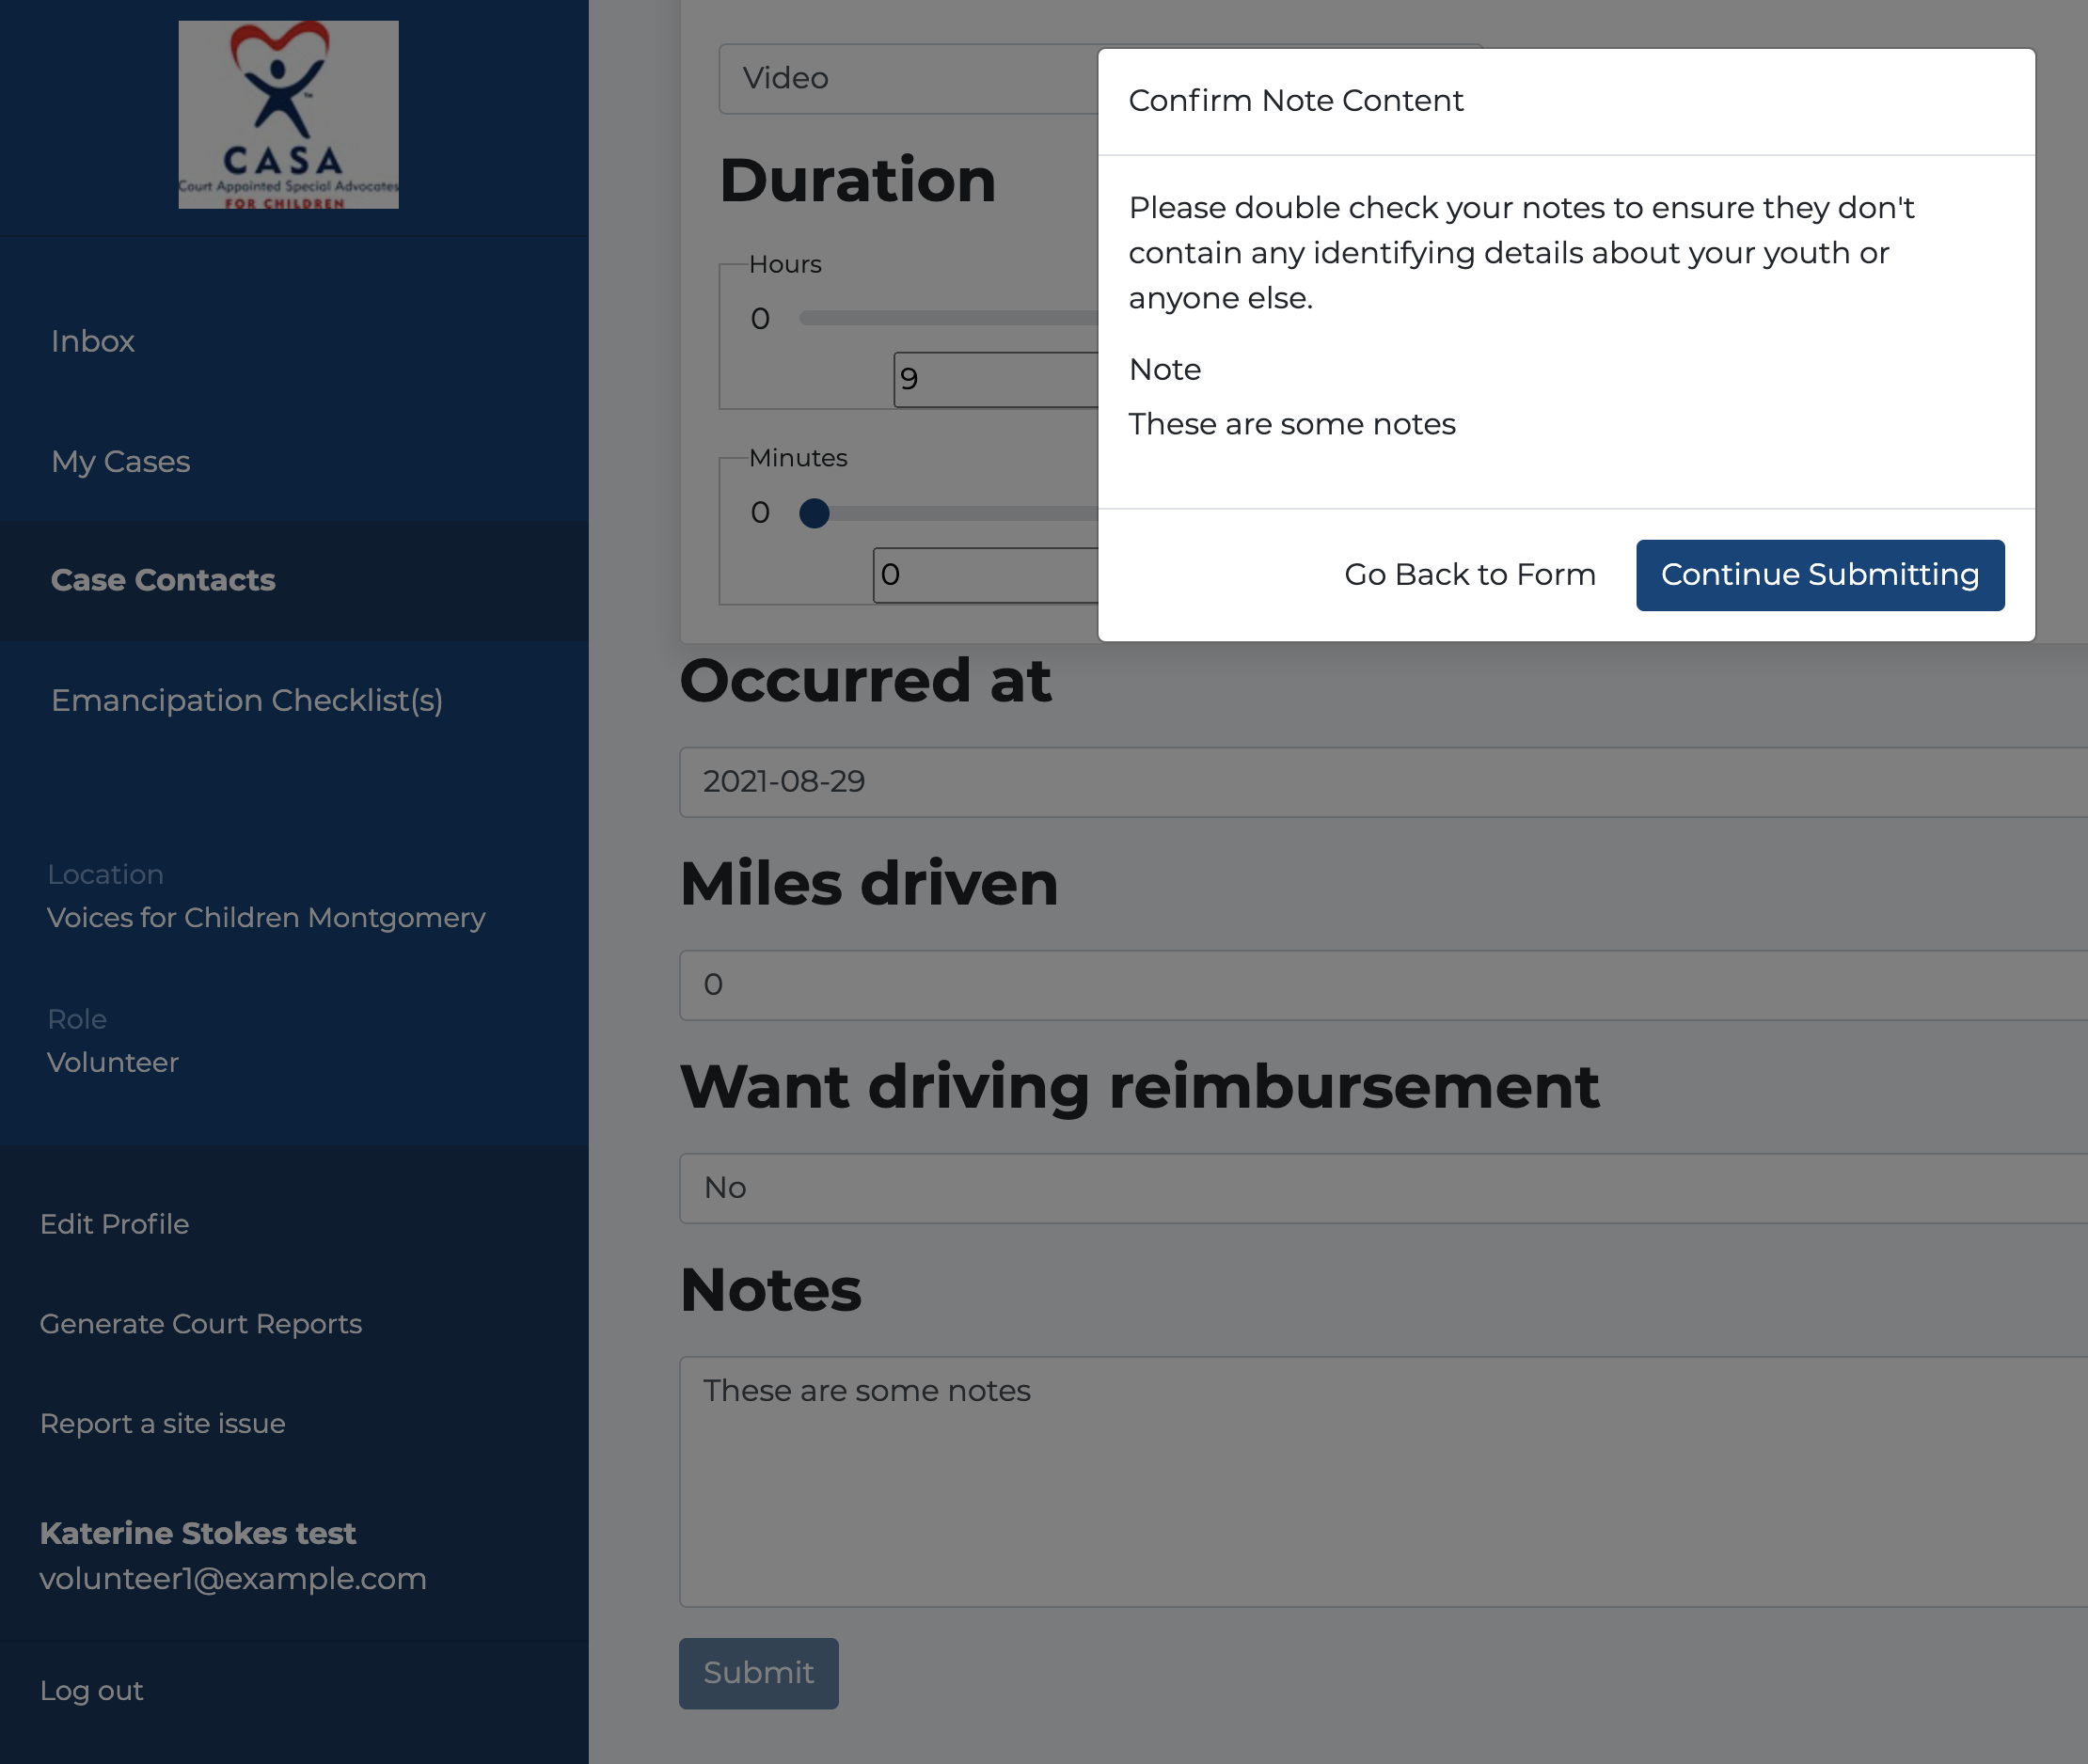 CASA
Court Appointed Special Advocates
FOR CHILDREN
Inbox
My Cases
Case Contacts
Emancipation Checklist(s)
Location
Voices for Children Montgomery
Role
Volunteer
Edit Profile
Generate Court Reports
Report a site issue
Katerine Stokes test
volunteer1@example.com
Log out
Video
Duration
Hours
0
9
Minutes
0
0
Occurred at
2021-08-29
Miles driven
0
Want driving reimbursement
No
Notes
These are some notes
Submit
Confirm Note Content
Please double check your notes to ensure they don't
contain any identifying details about your youth or
anyone else.
Note
These are some notes
Go Back to Form
Continue Submitting